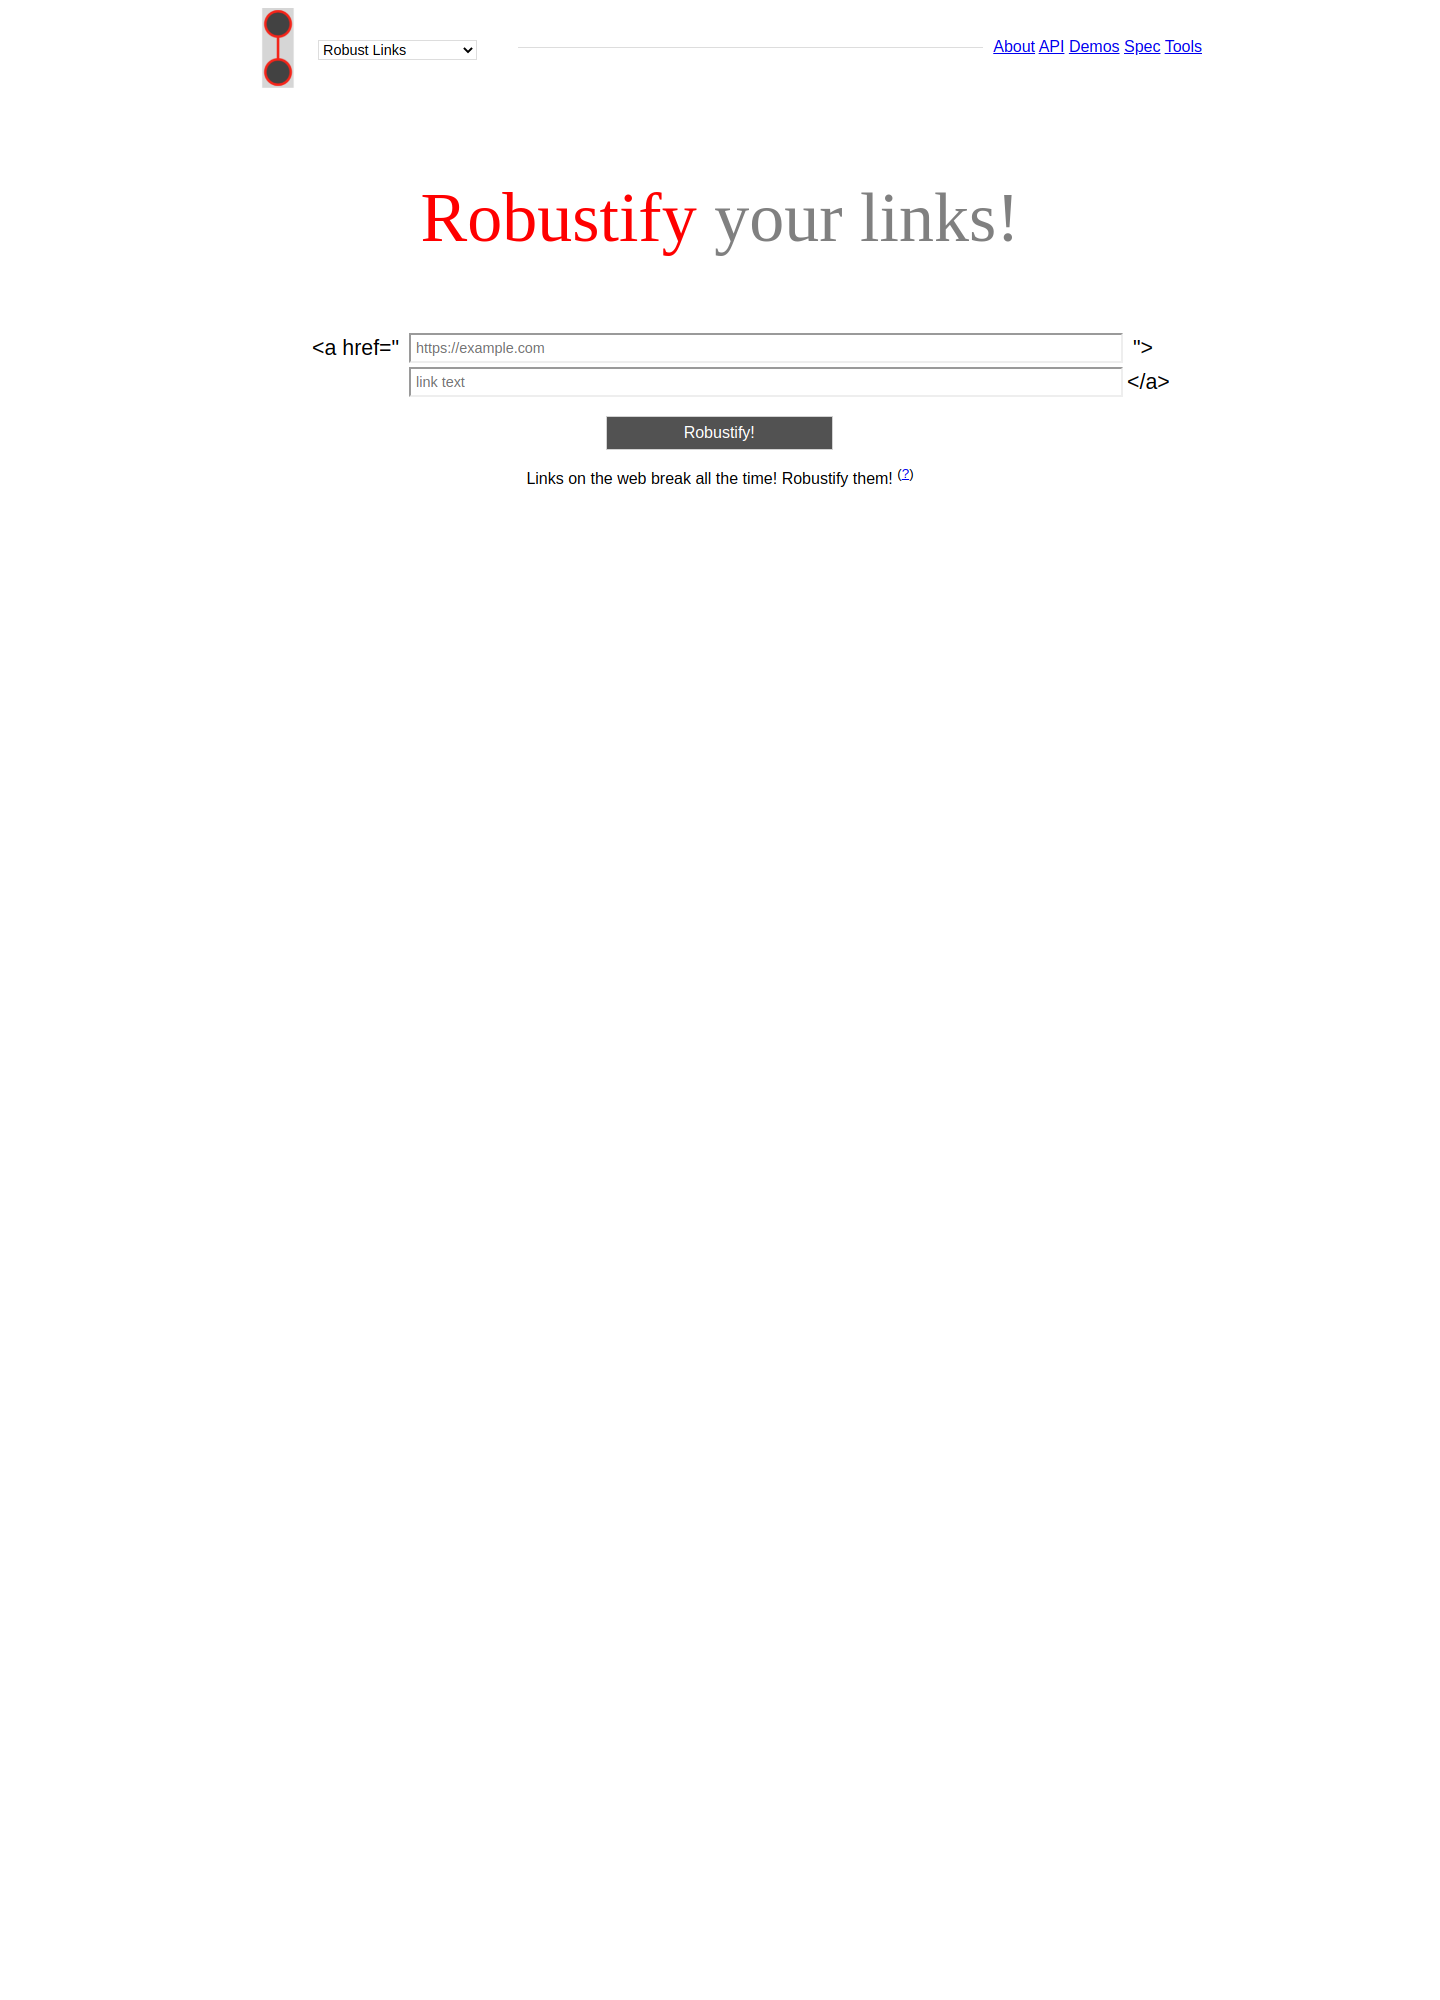 Robust Links
About API Demos Spec Tools
Robustify your links!
<a href=" https://example.com ">
link text </a>
Robustify!
Links on the web break all the time! Robustify them! (?)